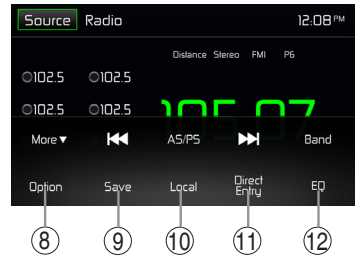 Source Radio 12:08 PM
Distance Stereo FM1 P6
102.5 102.5
102.5 102.5
105.07
More AS/PS Band
Option Save Local Direct Entry EQ
8 9 10 11 12